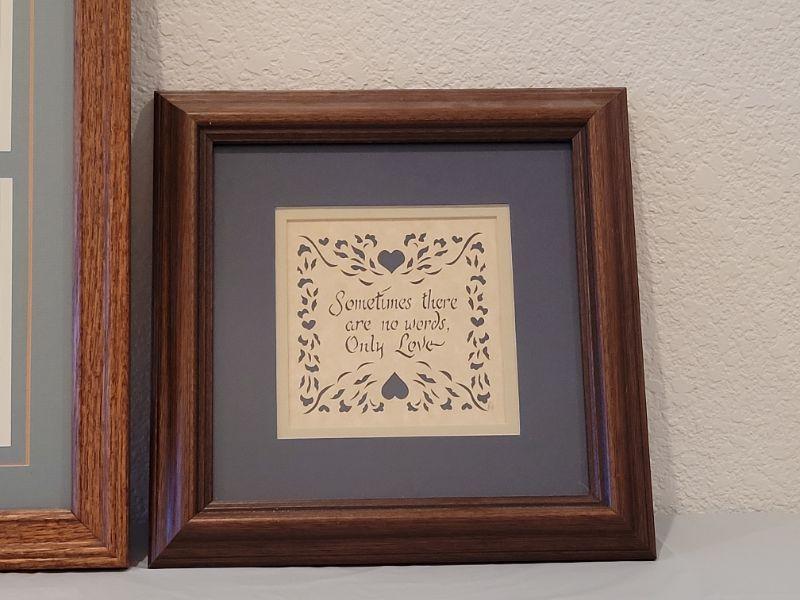 Sometimes there
are no words,
Only Love